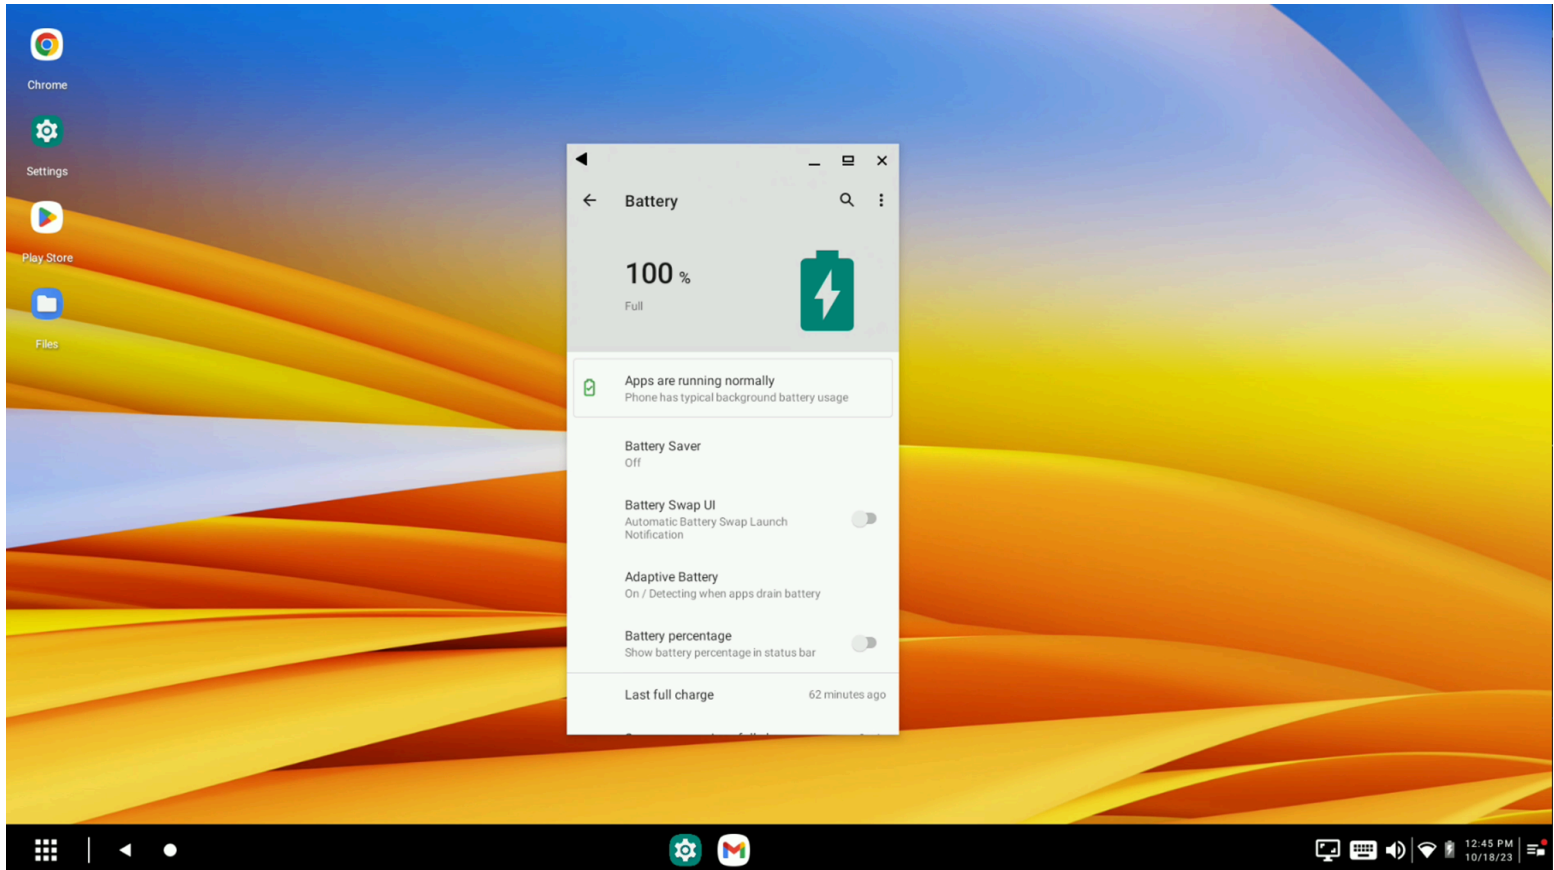 Chrome
Settings
Play Store
Files
Battery
100 %
Full
Apps are running normally
Phone has typical background battery usage
Battery Saver
Off
Battery Swap UI
Automatic Battery Swap Launch
Notification
Adaptive Battery
On / Detecting when apps drain battery
Battery percentage
Show battery percentage in status bar
Last full charge 62 minutes ago
12:45 PM
10/18/23